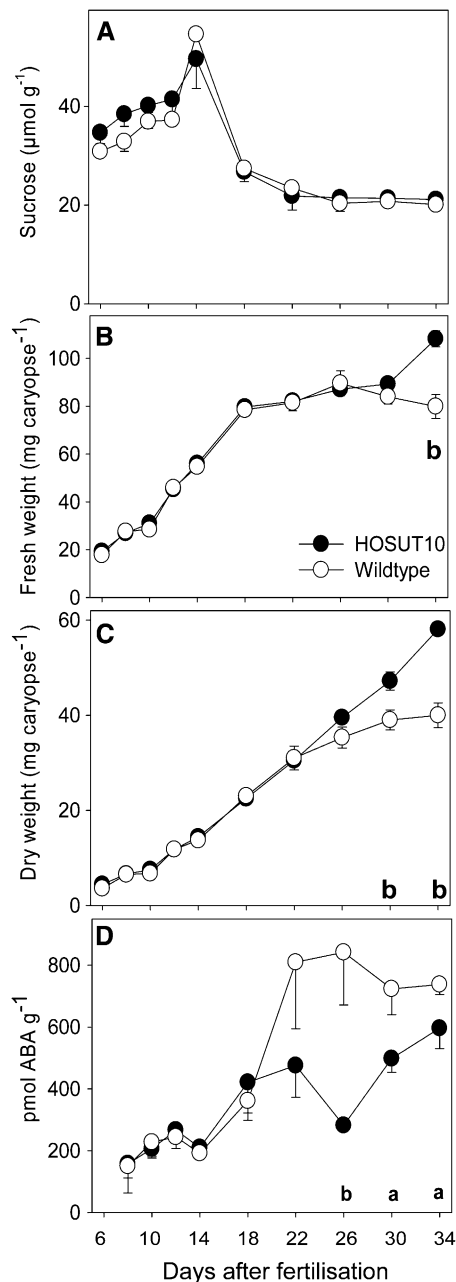 A
Sucrose (μmol g⁻¹)
40
20
0
B
Fresh weight (mg caryopse⁻¹)
100
80
60
40
20
0
b
HOSUT10
Wildtype
C
Dry weight (mg caryopse⁻¹)
60
40
20
0
b b
D
pmol ABA g⁻¹
800
600
400
200
0
b a a
6 10 14 18 22 26 30 34
Days after fertilisation